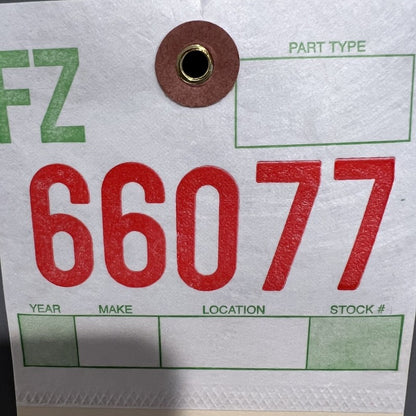 FZ
PART TYPE
66077
YEAR MAKE LOCATION STOCK #